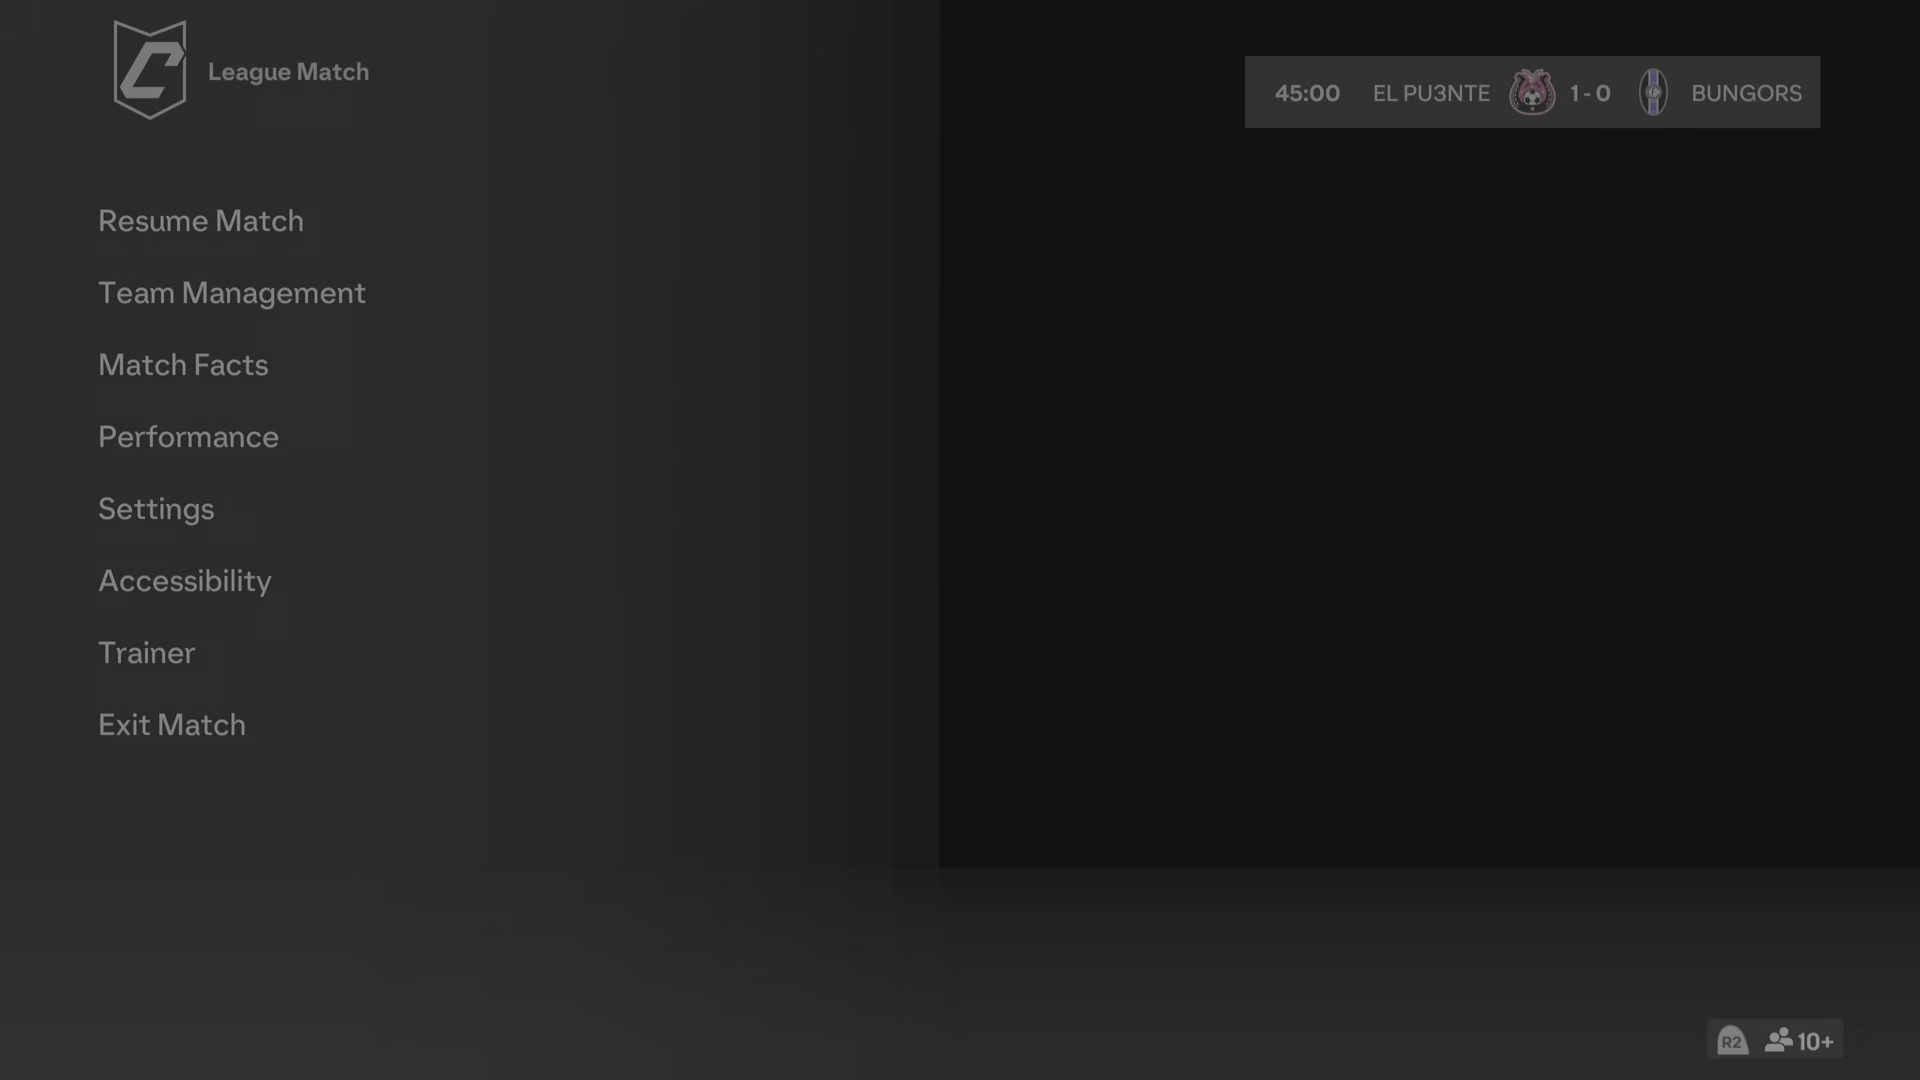 League Match
45:00 EL PU3NTE 1 - 0 BUNGORS
Resume Match
Team Management
Match Facts
Performance
Settings
Accessibility
Trainer
Exit Match
R2 10+